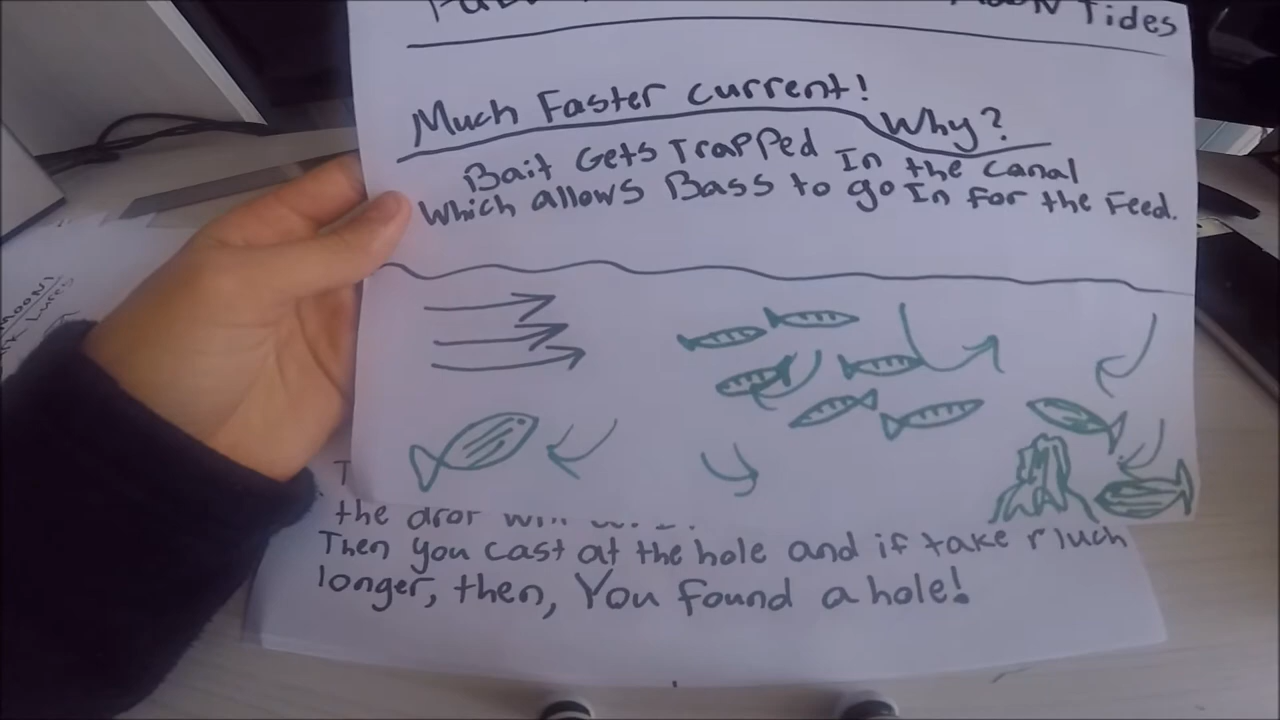 Tides
Much Faster current!
Why?
Bait Gets Trapped In the Canal
Which allows Bass to go In for the Feed.
the
Then you cast at the hole and if take much
longer, then, You found a hole!